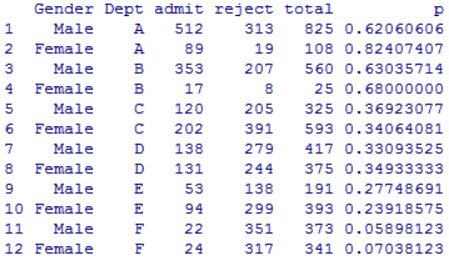 Gender Dept admit reject total p
1 Male A 512 313 825 0.62060606
2 Female A 89 19 108 0.82407407
3 Male B 353 207 560 0.63035714
4 Female B 17 8 25 0.68000000
5 Male C 120 205 325 0.36923077
6 Female C 202 391 593 0.34064081
7 Male D 138 279 417 0.33093525
8 Female D 131 244 375 0.34933333
9 Male E 53 138 191 0.27748691
10 Female E 94 299 393 0.23918575
11 Male F 22 351 373 0.05898123
12 Female F 24 317 341 0.07038123